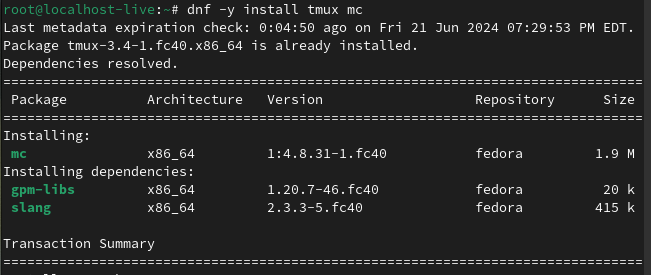 root@localhost-live:~# dnf -y install tmux mc
Last metadata expiration check: 0:04:50 ago on Fri 21 Jun 2024 07:29:53 PM EDT.
Package tmux-3.4-1.fc40.x86_64 is already installed.
Dependencies resolved.
================================================================================
Package Architecture Version Repository Size
================================================================================
Installing:
mc x86_64 1:4.8.31-1.fc40 fedora 1.9 M
Installing dependencies:
gpm-libs x86_64 1.20.7-46.fc40 fedora 20 k
slang x86_64 2.3.3-5.fc40 fedora 415 k
Transaction Summary
================================================================================